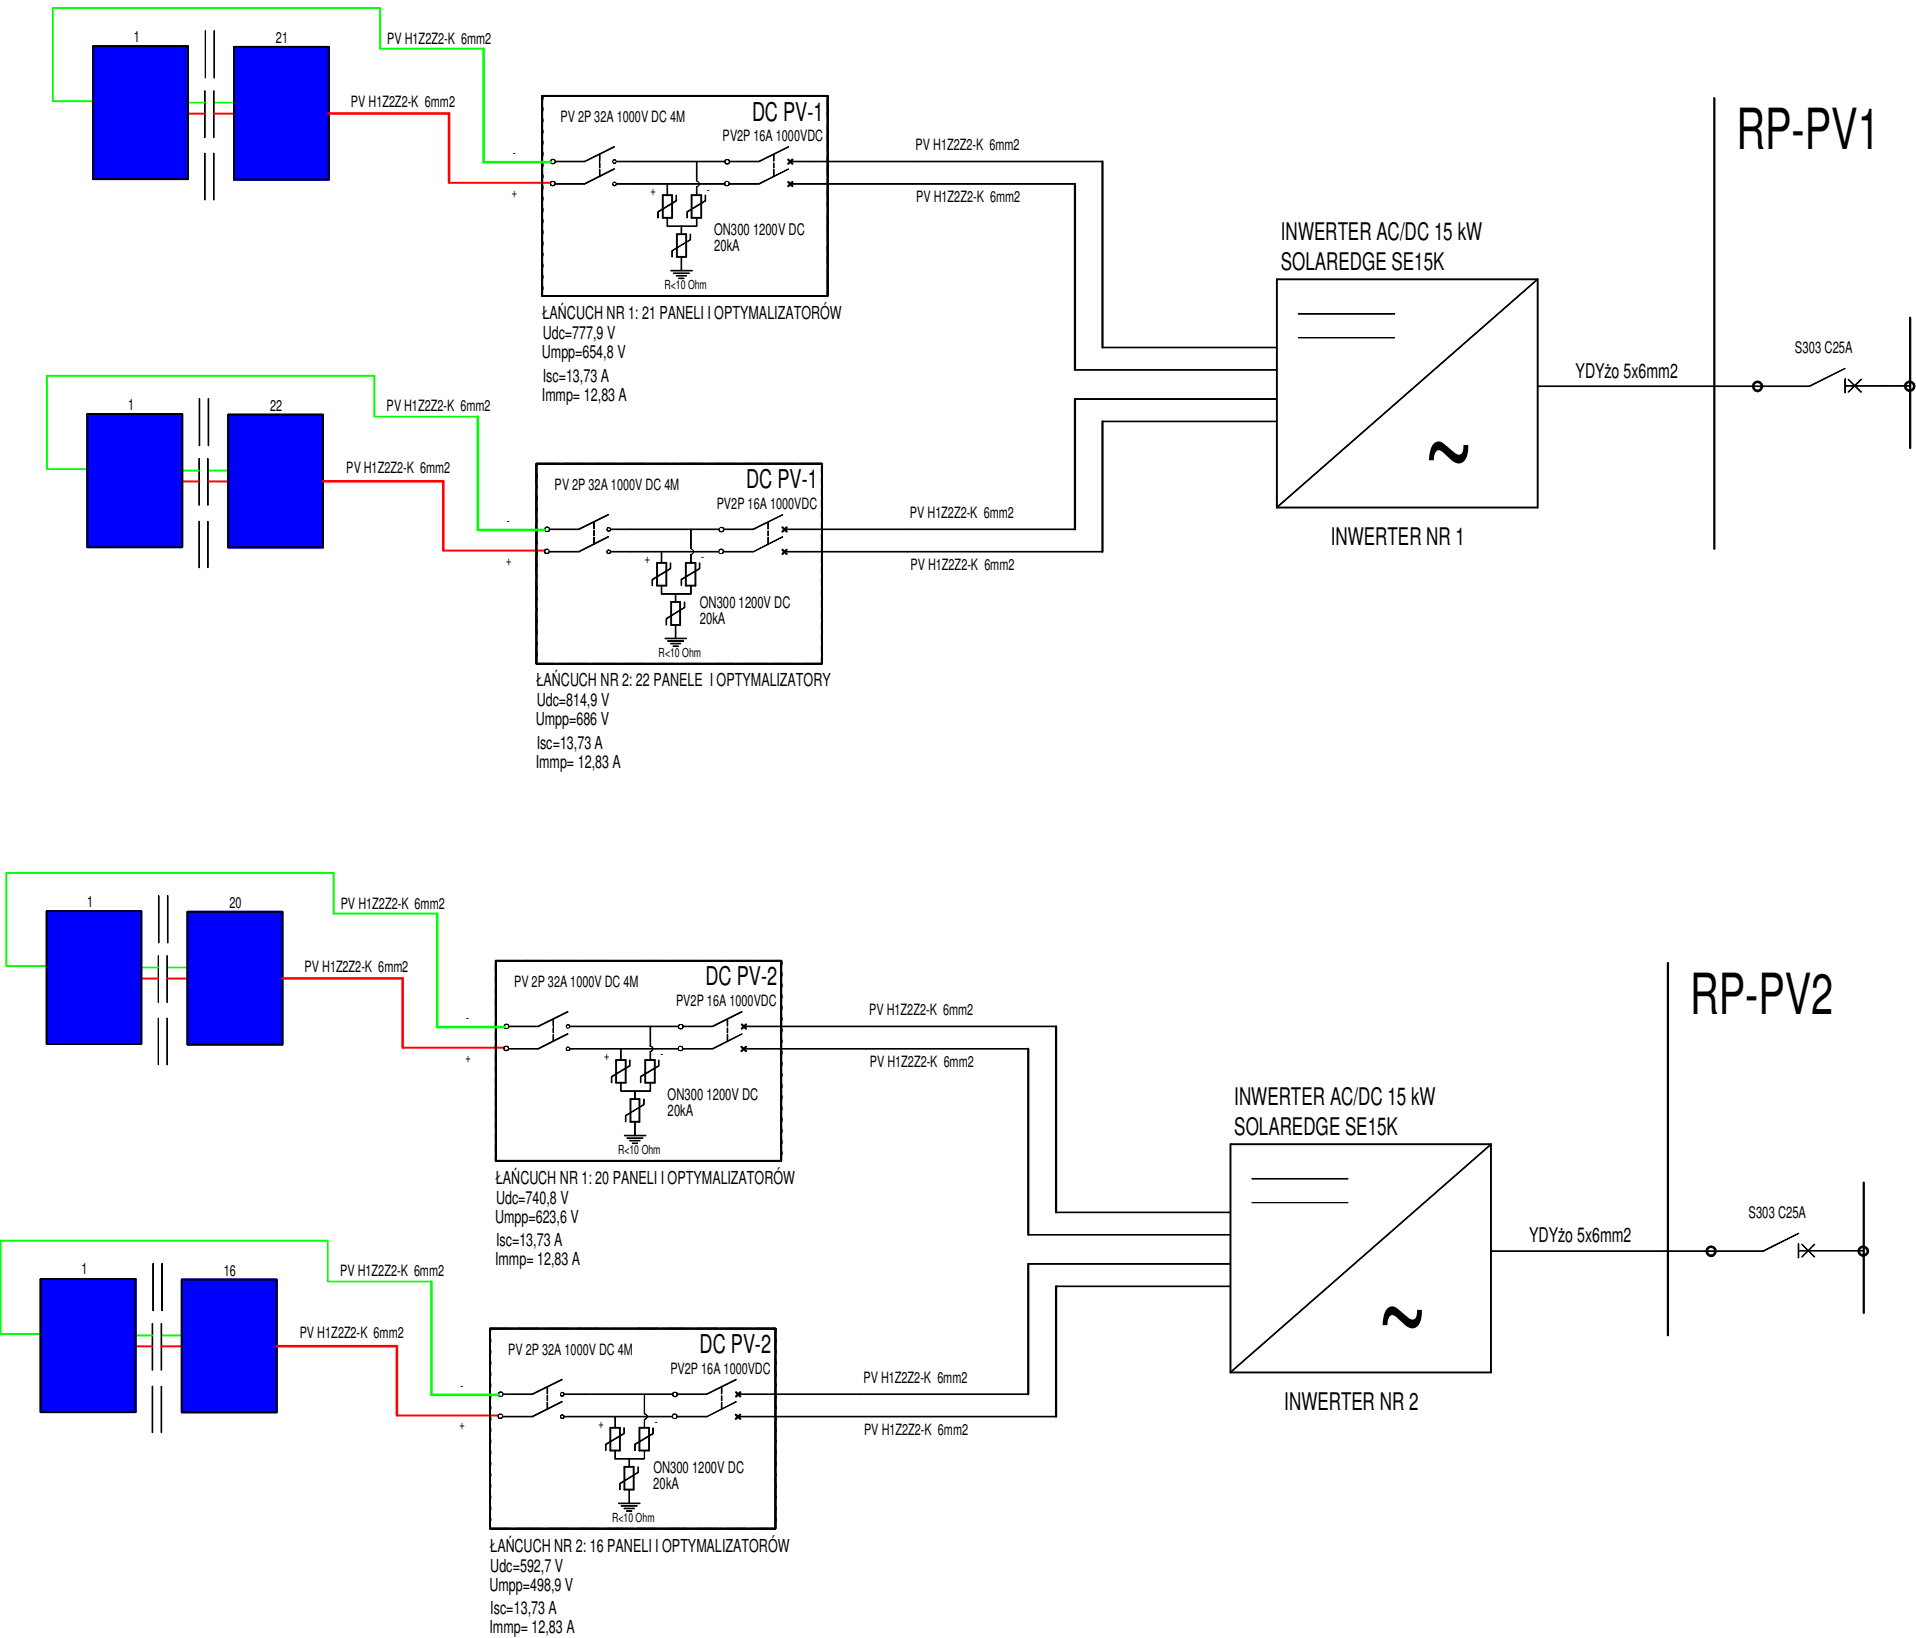 1
21
PV H1Z2Z2-K 6mm2
PV H1Z2Z2-K 6mm2
-
+
PV 2P 32A 1000V DC 4M
DC PV-1
PV2P 16A 1000VDC
+
-
ON300 1200V DC
20kA
R<10 Ohm
ŁAŃCUCH NR 1: 21 PANELI I OPTYMALIZATORÓW
Udc=777,9 V
Umpp=654,8 V
Isc=13,73 A
Immp= 12,83 A
PV H1Z2Z2-K 6mm2
PV H1Z2Z2-K 6mm2
1
22
PV H1Z2Z2-K 6mm2
PV H1Z2Z2-K 6mm2
-
+
PV 2P 32A 1000V DC 4M
DC PV-1
PV2P 16A 1000VDC
+
-
ON300 1200V DC
20kA
R<10 Ohm
ŁAŃCUCH NR 2: 22 PANELE I OPTYMALIZATORY
Udc=814,9 V
Umpp=686 V
Isc=13,73 A
Immp= 12,83 A
PV H1Z2Z2-K 6mm2
PV H1Z2Z2-K 6mm2
INWERTER AC/DC 15 kW
SOLAREDGE SE15K
~
INWERTER NR 1
YDYżo 5x6mm2
RP-PV1
S303 C25A
1
20
PV H1Z2Z2-K 6mm2
PV H1Z2Z2-K 6mm2
-
+
PV 2P 32A 1000V DC 4M
DC PV-2
PV2P 16A 1000VDC
+
-
ON300 1200V DC
20kA
R<10 Ohm
ŁAŃCUCH NR 1: 20 PANELI I OPTYMALIZATORÓW
Udc=740,8 V
Umpp=623,6 V
Isc=13,73 A
Immp= 12,83 A
PV H1Z2Z2-K 6mm2
PV H1Z2Z2-K 6mm2
1
16
PV H1Z2Z2-K 6mm2
PV H1Z2Z2-K 6mm2
-
+
PV 2P 32A 1000V DC 4M
DC PV-2
PV2P 16A 1000VDC
+
-
ON300 1200V DC
20kA
R<10 Ohm
ŁAŃCUCH NR 2: 16 PANELI I OPTYMALIZATORÓW
Udc=592,7 V
Umpp=498,9 V
Isc=13,73 A
Immp= 12,83 A
PV H1Z2Z2-K 6mm2
PV H1Z2Z2-K 6mm2
INWERTER AC/DC 15 kW
SOLAREDGE SE15K
~
INWERTER NR 2
YDYżo 5x6mm2
RP-PV2
S303 C25A